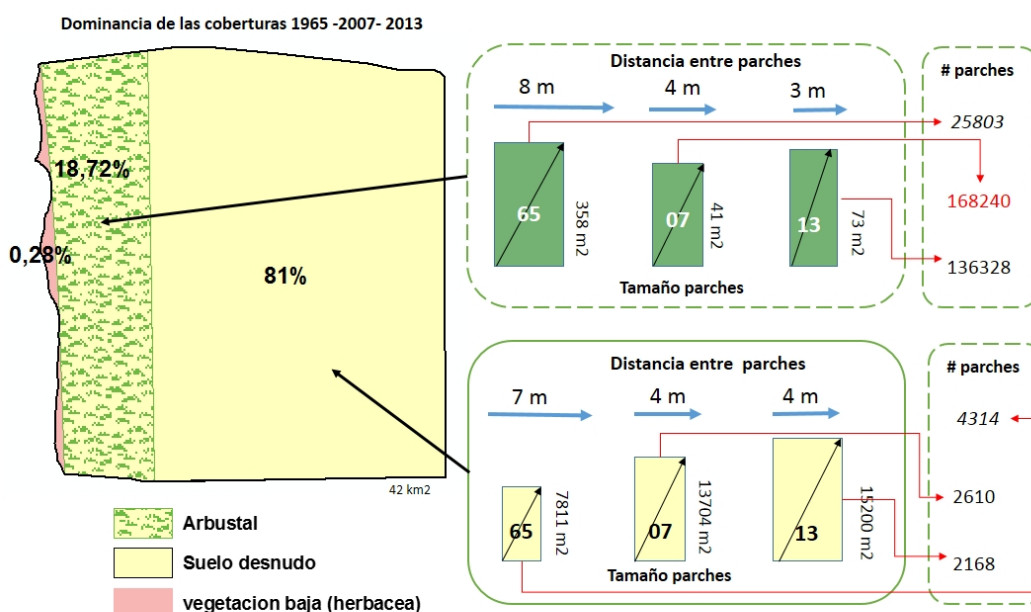 Dominancia de las coberturas 1965 -2007- 2013
18,72%
0,28%
81%
42 km2
Arbustal
Suelo desnudo
vegetacion baja (herbacea)
Distancia entre parches
8 m
4 m
3 m
65
358 m2
07
41 m2
13
73 m2
Tamaño parches
# parches
25803
168240
136328
Distancia entre parches
7 m
4 m
4 m
65
7811 m2
07
13704 m2
13
15200 m2
Tamaño parches
# parches
4314
2610
2168